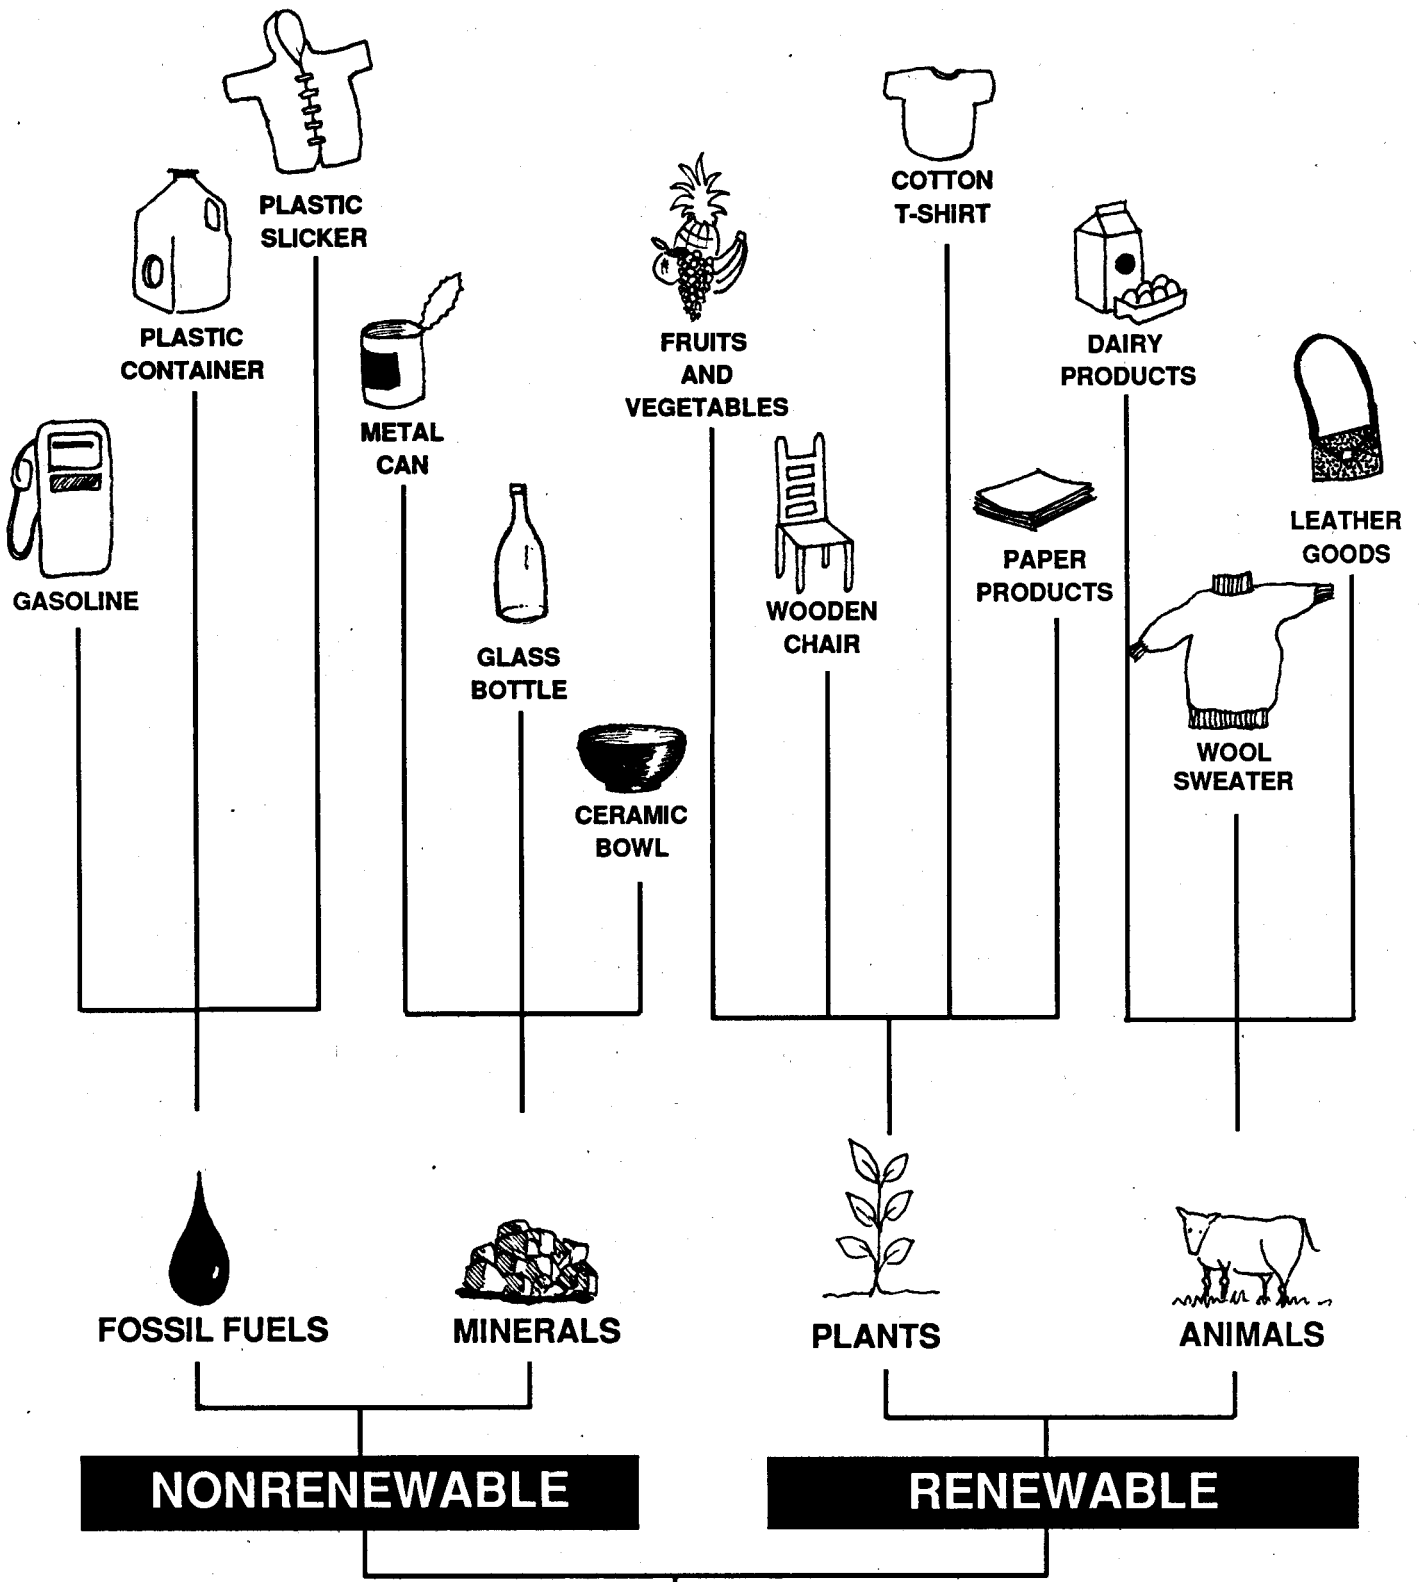 PLASTIC
SLICKER
COTTON
T-SHIRT
PLASTIC
CONTAINER
FRUITS
AND
VEGETABLES
DAIRY
PRODUCTS
METAL
CAN
LEATHER
GOODS
GASOLINE
PAPER
PRODUCTS
WOODEN
CHAIR
GLASS
BOTTLE
WOOL
SWEATER
CERAMIC
BOWL
FOSSIL FUELS
MINERALS
PLANTS
ANIMALS
NONRENEWABLE
RENEWABLE